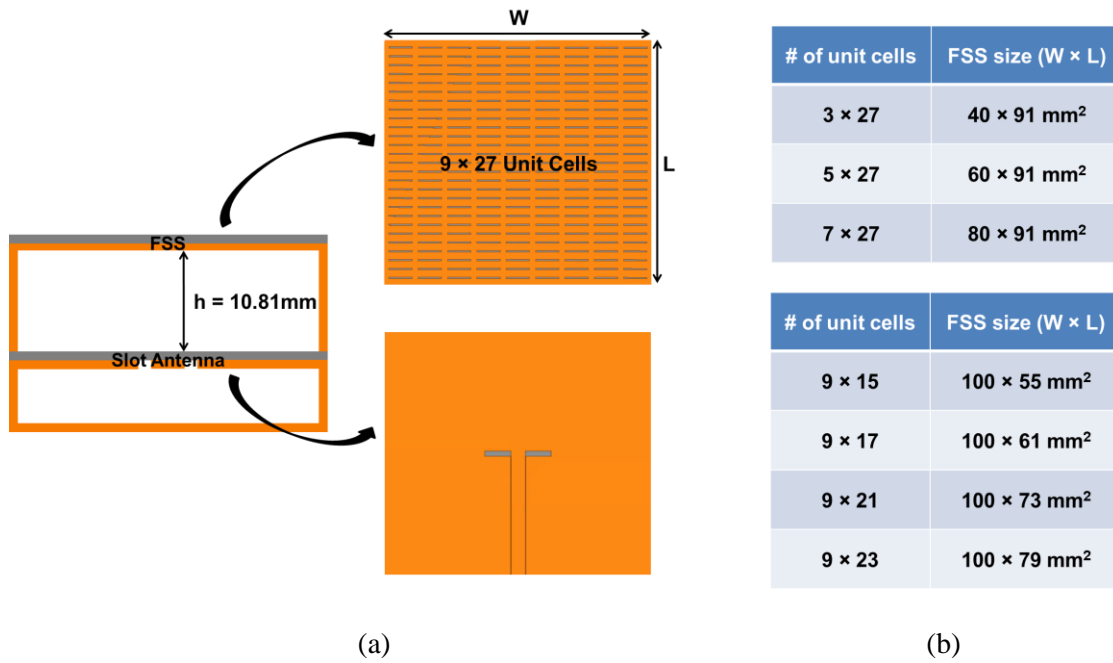 W
9 × 27 Unit Cells
L
FSS
h = 10.81mm
Slot Antenna
(a)
# of unit cells FSS size (W × L)
3 × 27 40 × 91 mm²
5 × 27 60 × 91 mm²
7 × 27 80 × 91 mm²
# of unit cells FSS size (W × L)
9 × 15 100 × 55 mm²
9 × 17 100 × 61 mm²
9 × 21 100 × 73 mm²
9 × 23 100 × 79 mm²
(b)